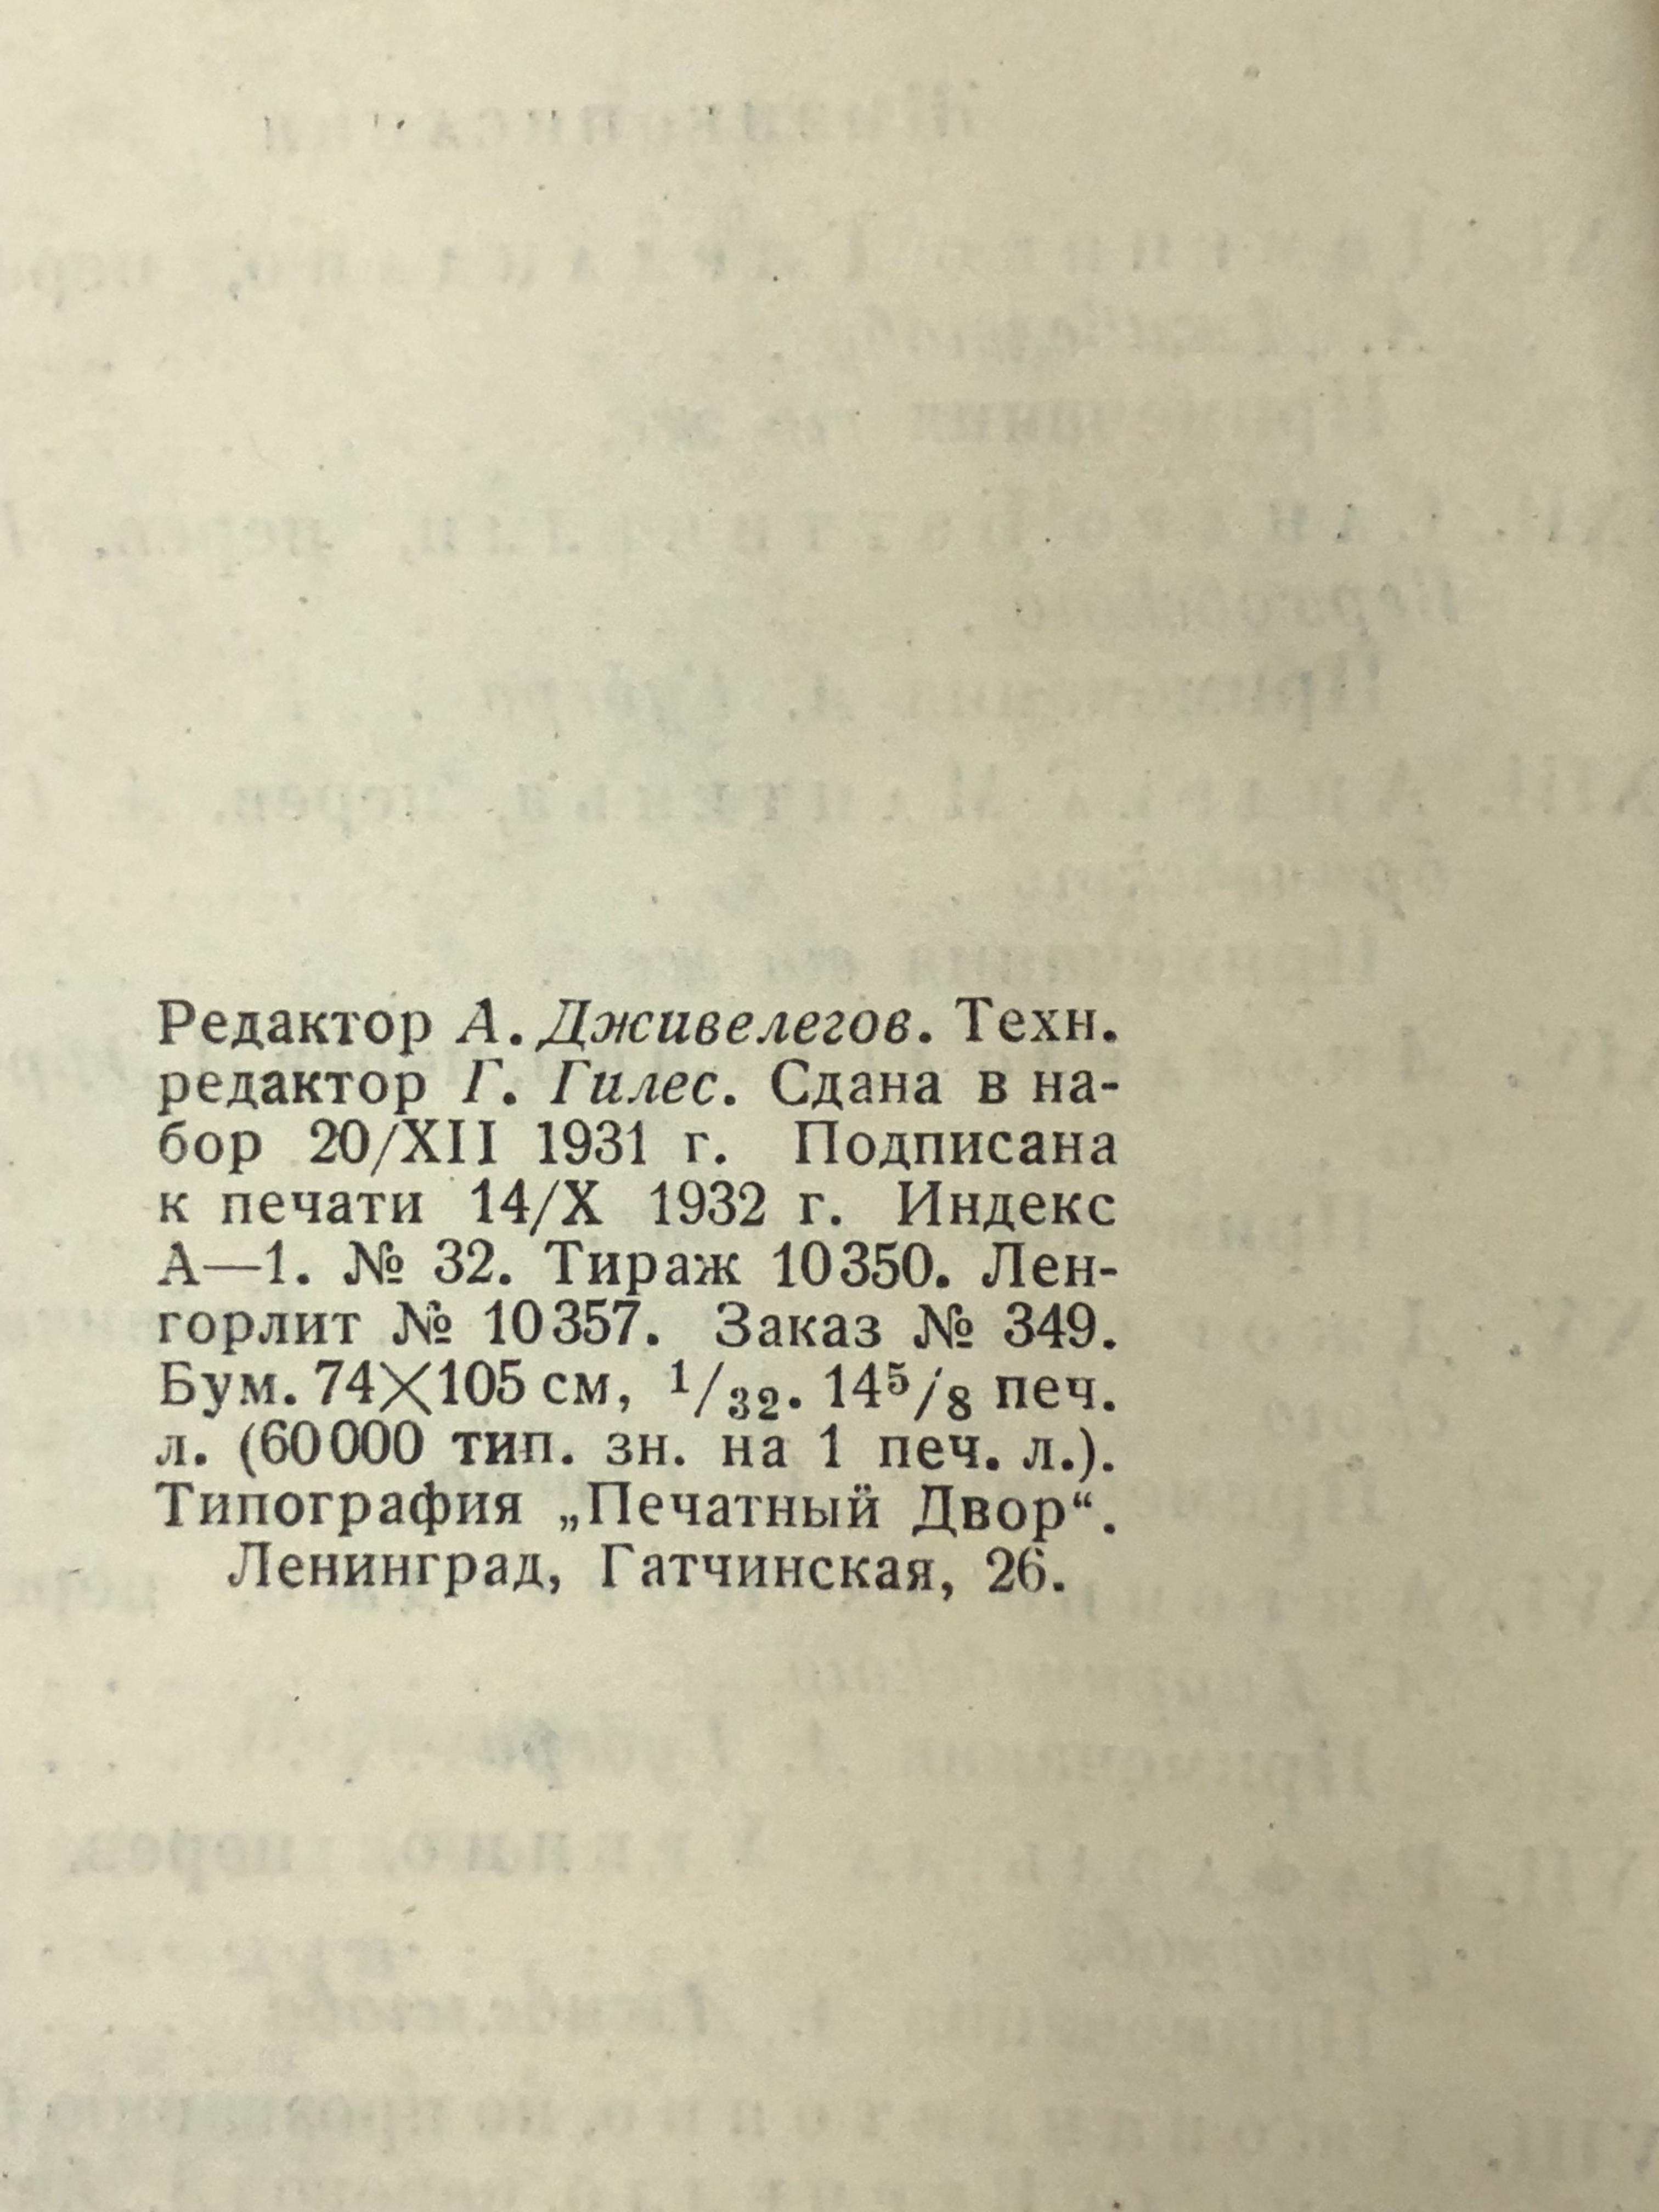 Редактор А. Дживелегов. Техн.
редактор Г. Гилес. Сдана в на-
бор 20/XII 1931 г. Подписана
к печати 14/X 1932 г. Индекс
А—1. № 32. Тираж 10350. Лен-
горлит № 10357. Заказ № 349.
Бум. 74×105 см, 1/32. 14 5/8 печ.
л. (60000 тип. зн. на 1 печ. л.).
Типография „Печатный Двор“.
Ленинград, Гатчинская, 26.